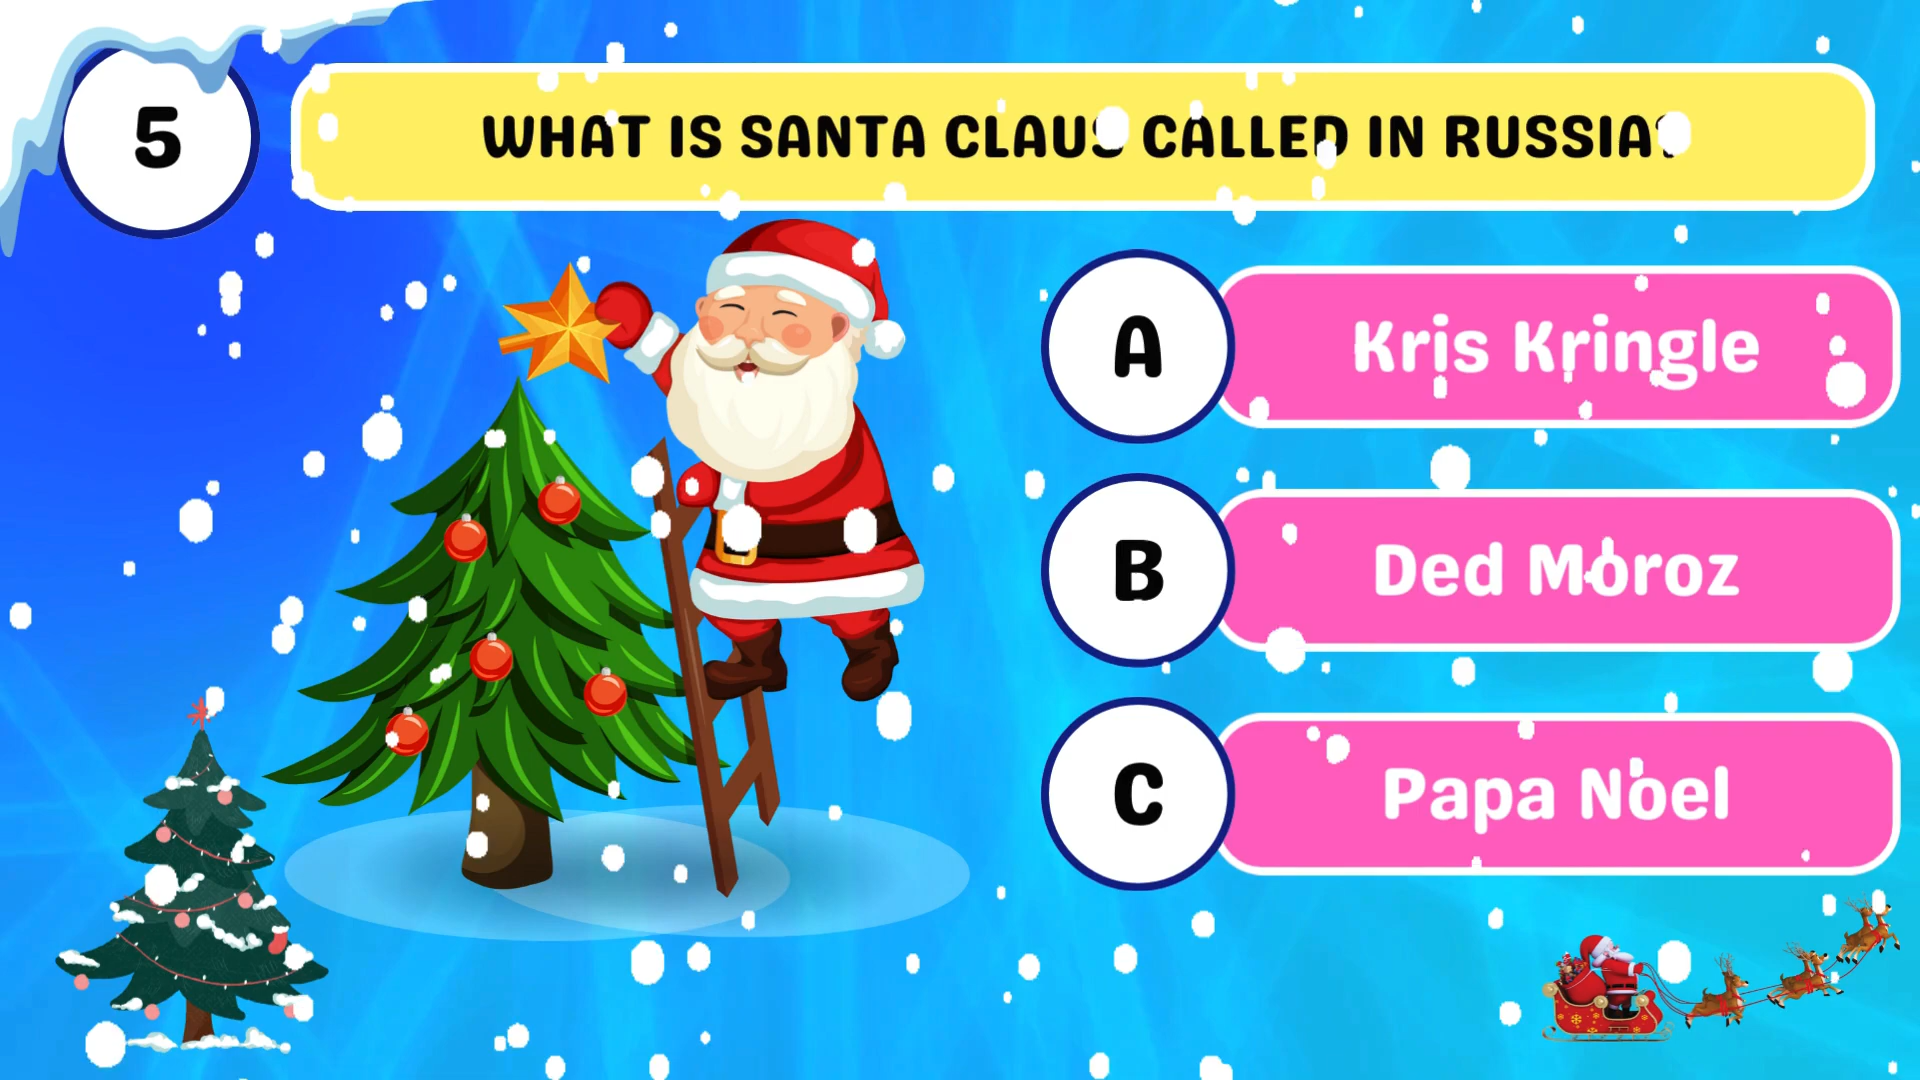 5
WHAT IS SANTA CLAUS CALLED IN RUSSIA?
A
Kris Kringle
B
Ded Moroz
C
Papa Noel